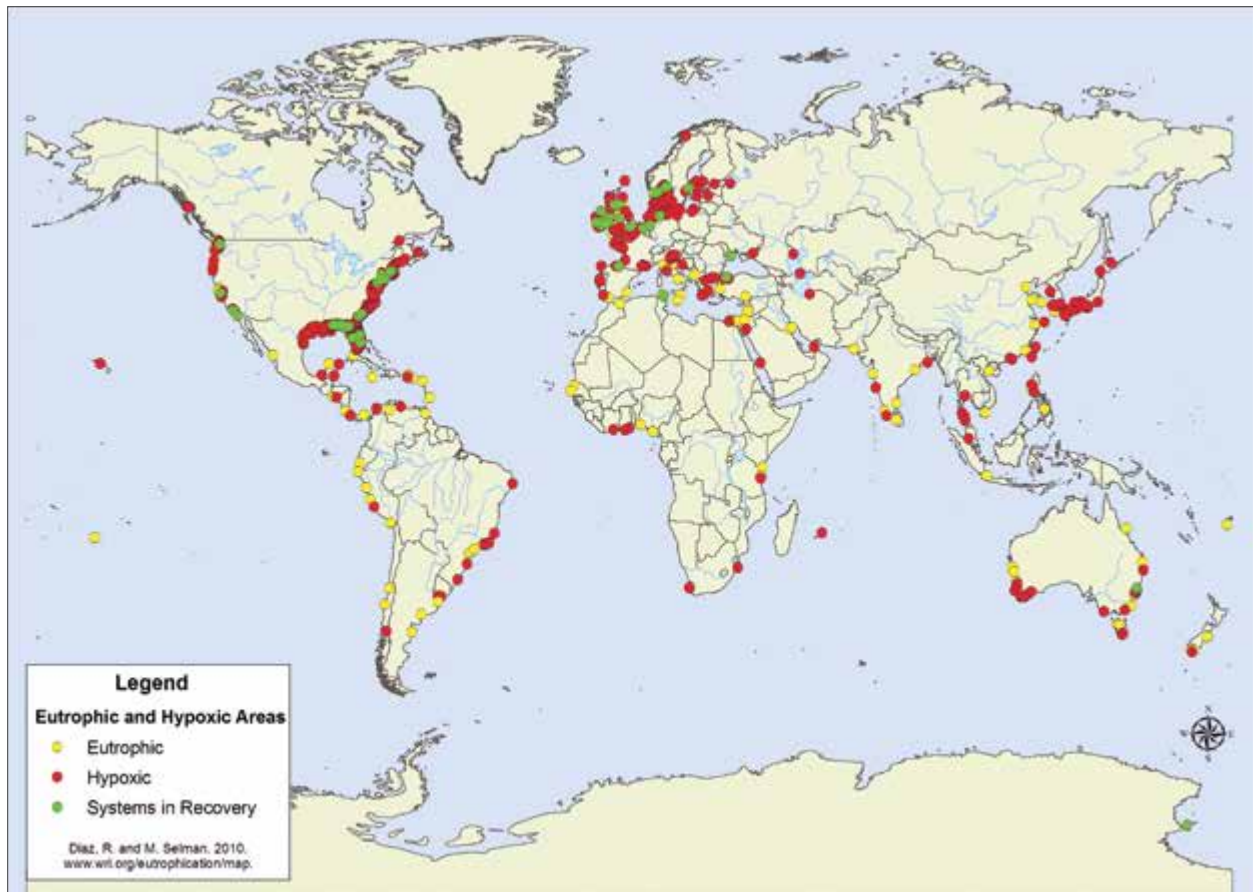 Legend
Eutrophic and Hypoxic Areas
Eutrophic
Hypoxic
Systems in Recovery
Diaz, R. and M. Selman. 2010.
www.wri.org/eutrophication/map.
N
W E
S